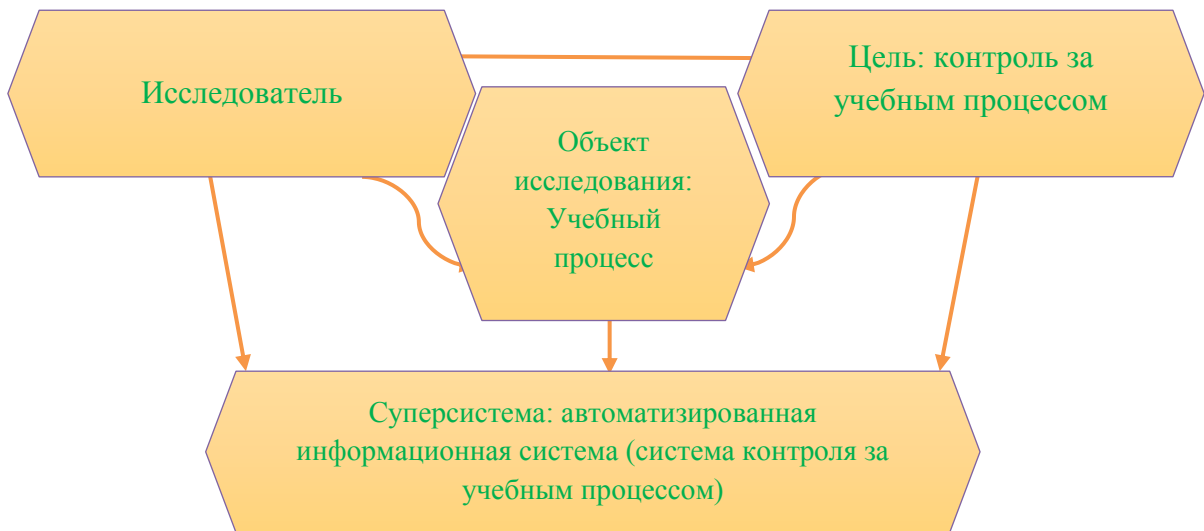 Исследователь
Цель: контроль за
учебным процессом
Объект
исследования:
Учебный
процесс
Суперсистема: автоматизированная
информационная система (система контроля за
учебным процессом)